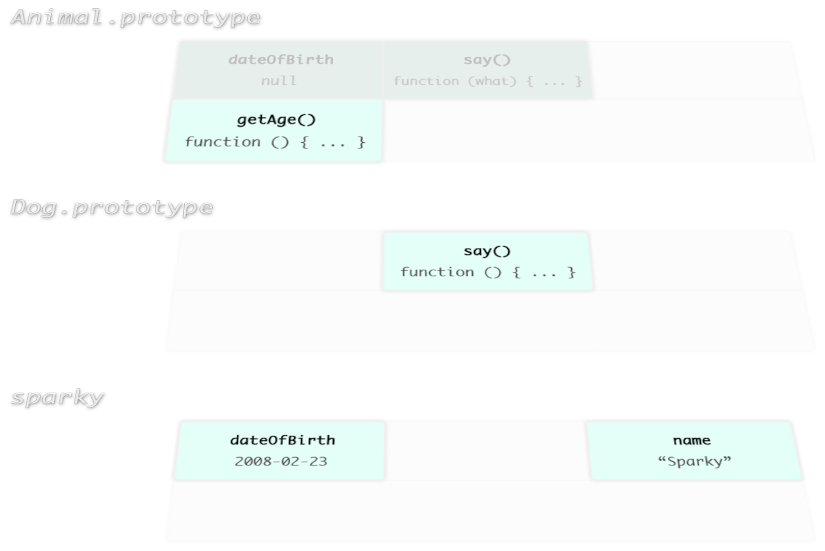 Animal.prototype
dateOfBirth say()
null function (what) { ... }
getAge()
function () { ... }
Dog.prototype
say()
function () { ... }
sparky
dateOfBirth name
2008-02-23 “Sparky”